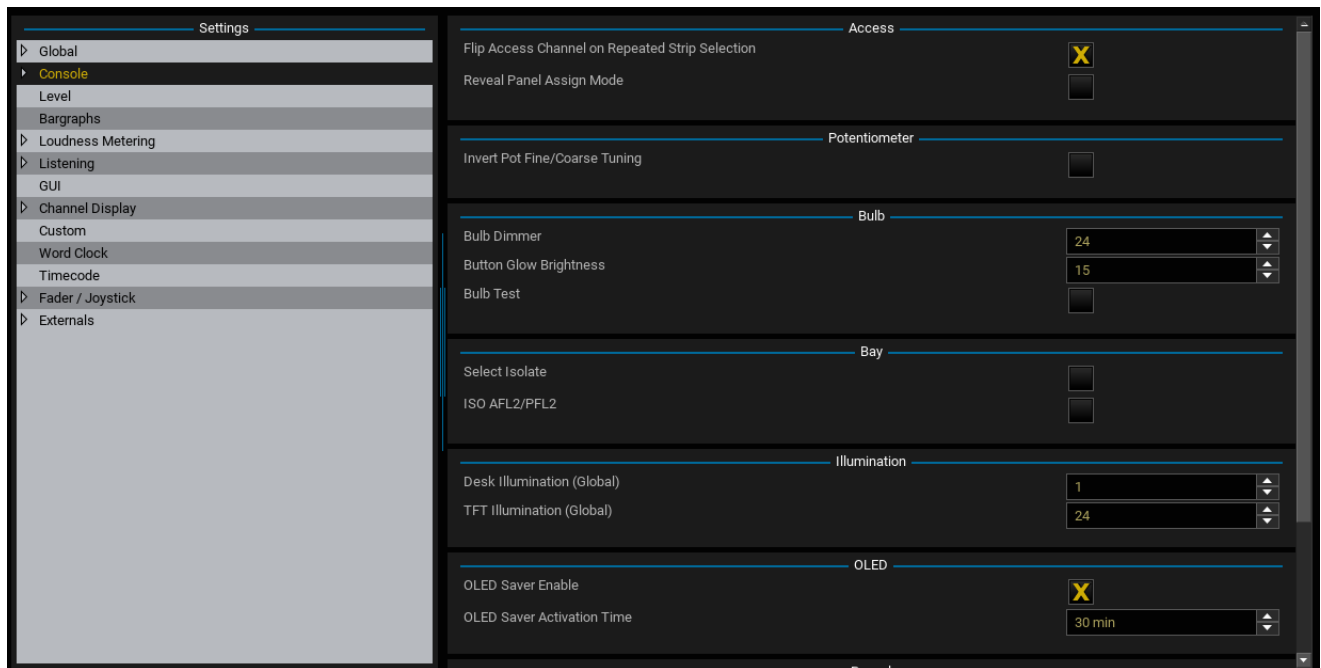 Settings
Global
Console
Level
Bargraphs
Loudness Metering
Listening
GUI
Channel Display
Custom
Word Clock
Timecode
Fader / Joystick
Externals
Access
Flip Access Channel on Repeated Strip Selection
X
Reveal Panel Assign Mode
Potentiometer
Invert Pot Fine/Coarse Tuning
Bulb
Bulb Dimmer
24
Button Glow Brightness
15
Bulb Test
Bay
Select Isolate
ISO AFL2/PFL2
Illumination
Desk Illumination (Global)
1
TFT Illumination (Global)
24
OLED
OLED Saver Enable
X
OLED Saver Activation Time
30 min